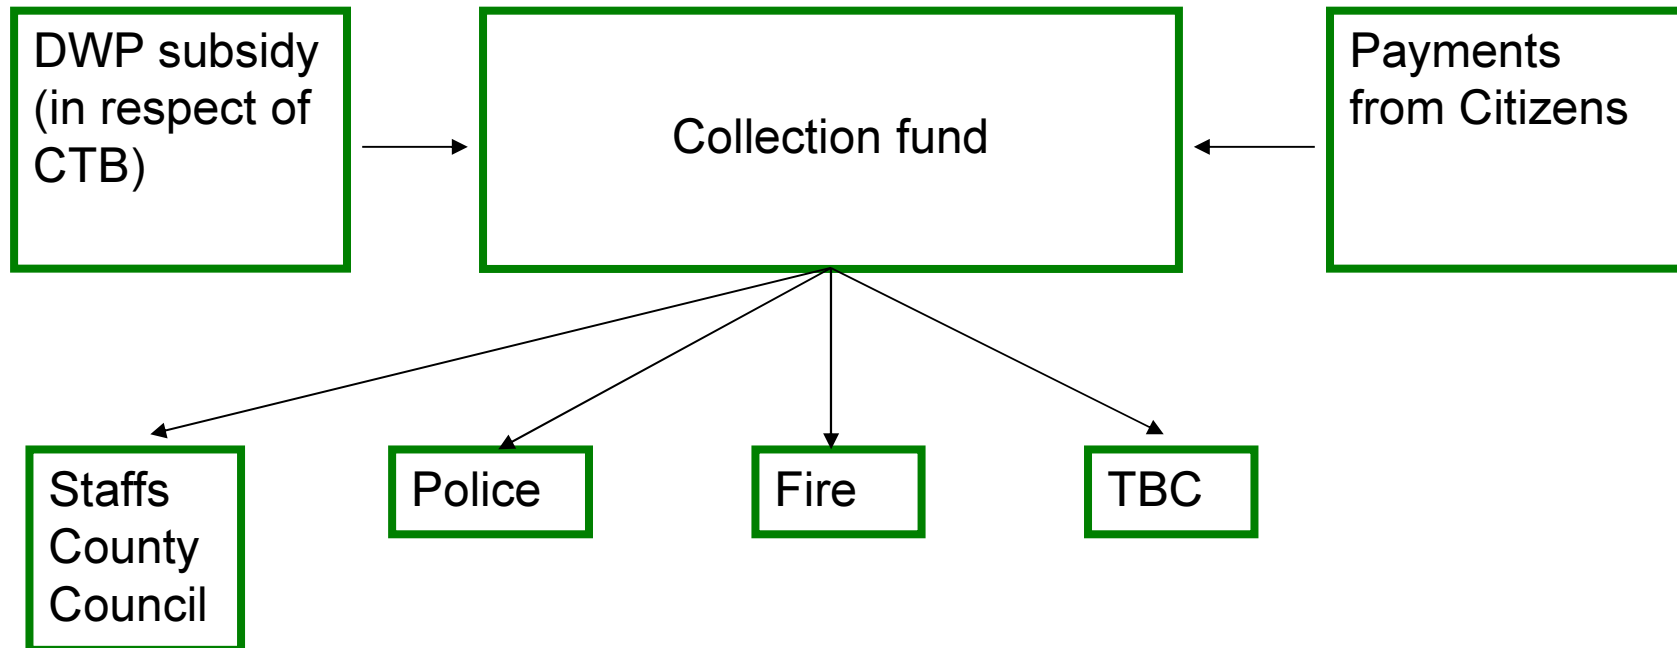 DWP subsidy
(in respect of
CTB)
Collection fund
Payments
from Citizens
Staffs
County
Council
Police
Fire
TBC